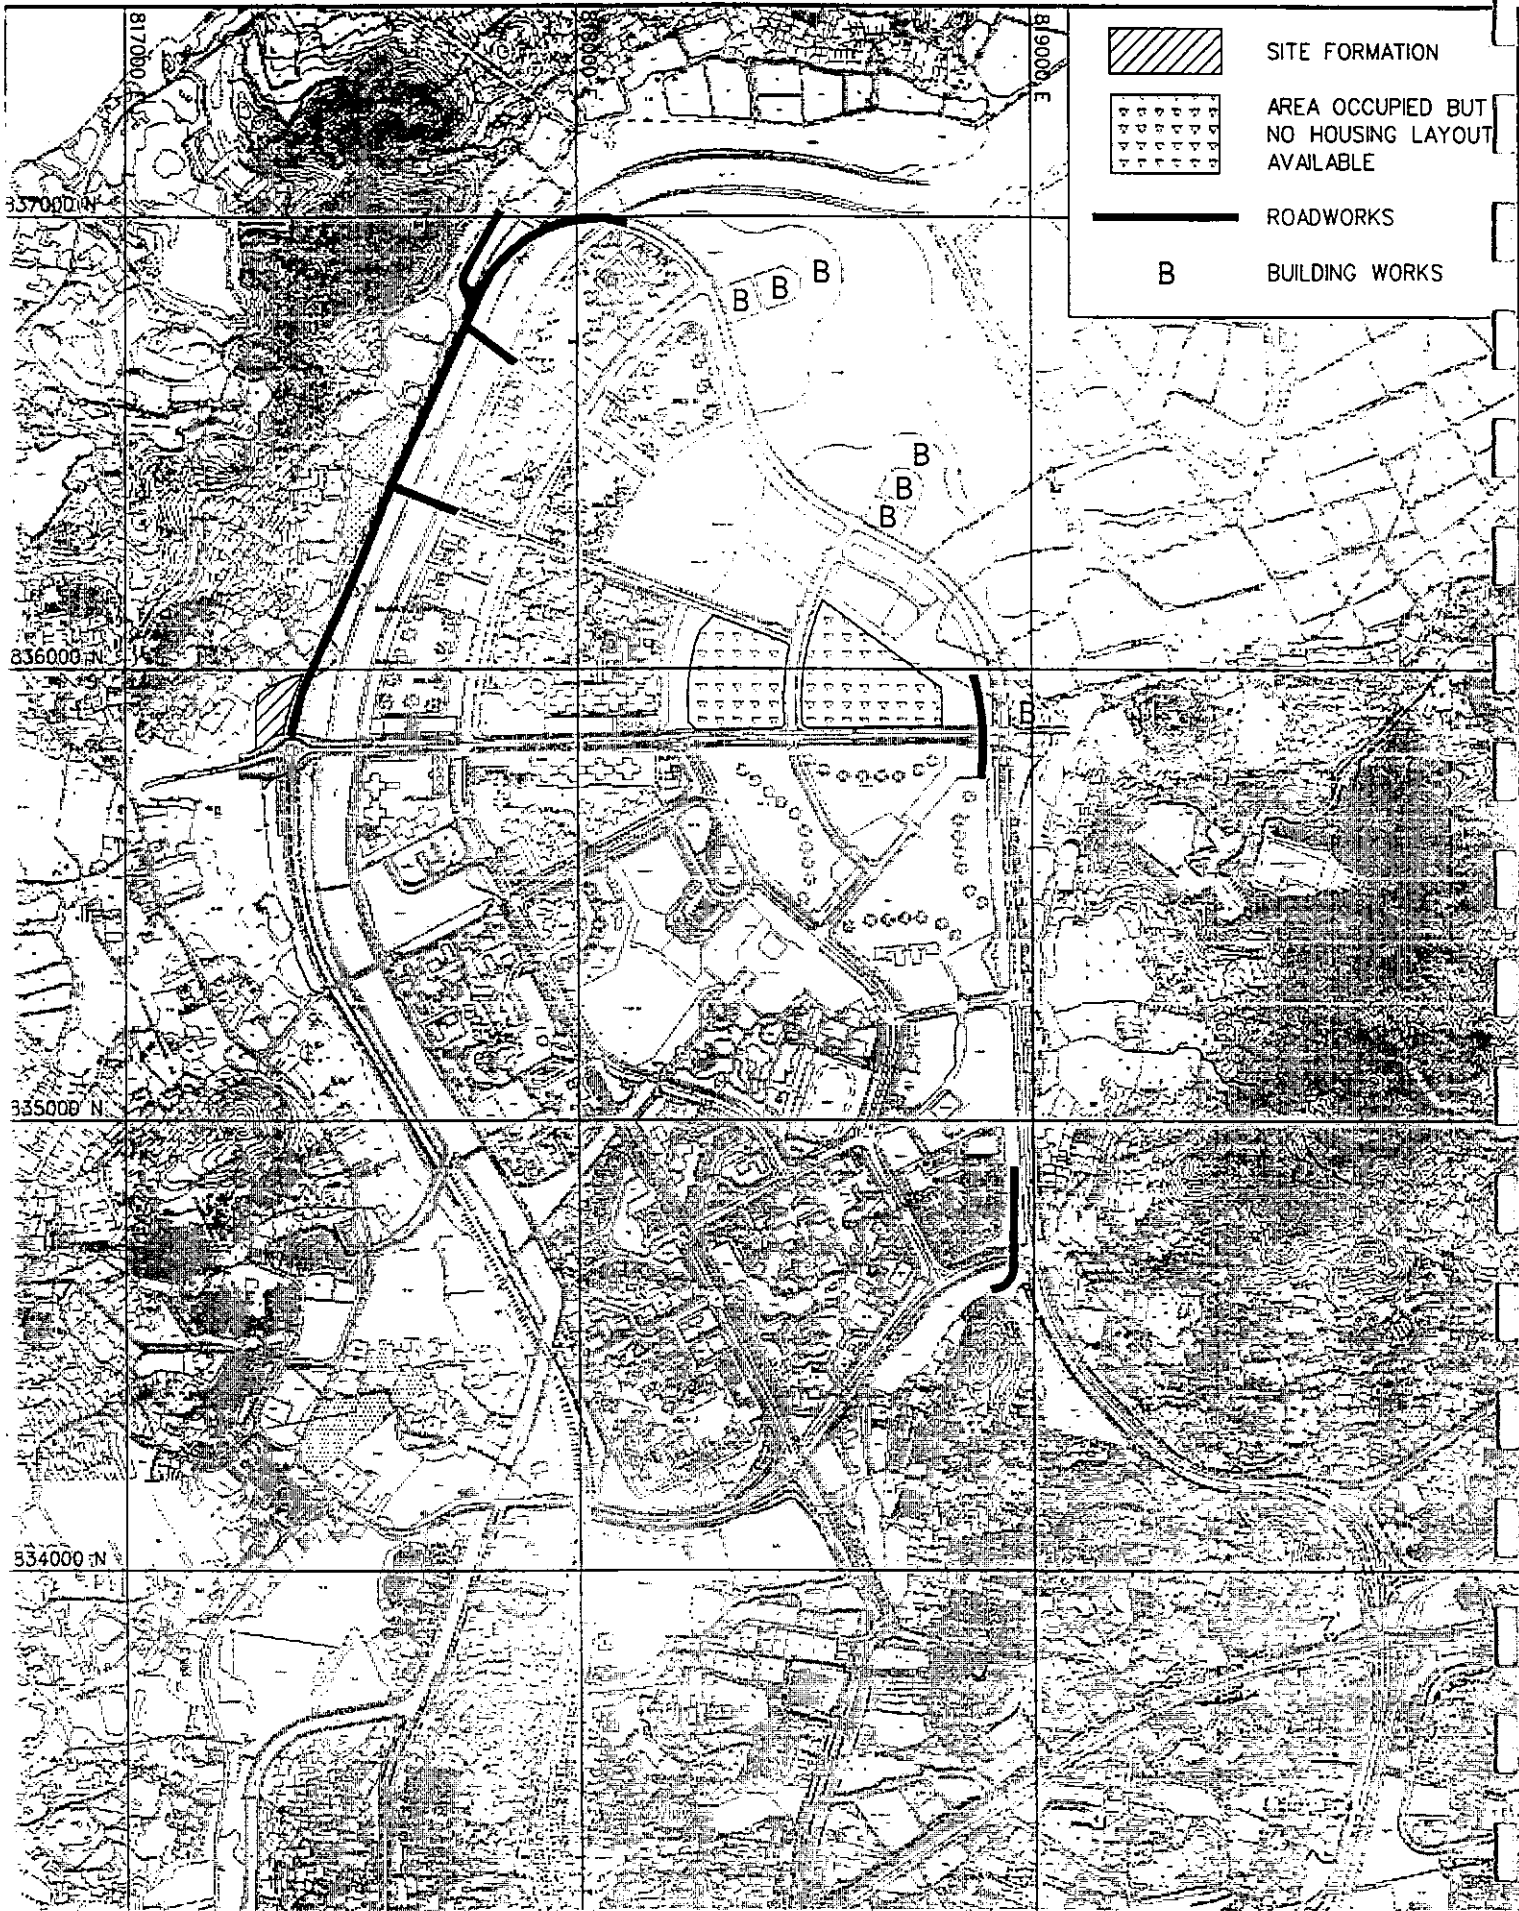 817000 E
818000 E
819000 E
SITE FORMATION
AREA OCCUPIED BUT
NO HOUSING LAYOUT
AVAILABLE
ROADWORKS
B
BUILDING WORKS
837000 N
B B B
B
B
B
836000 N
B
835000 N
834000 N